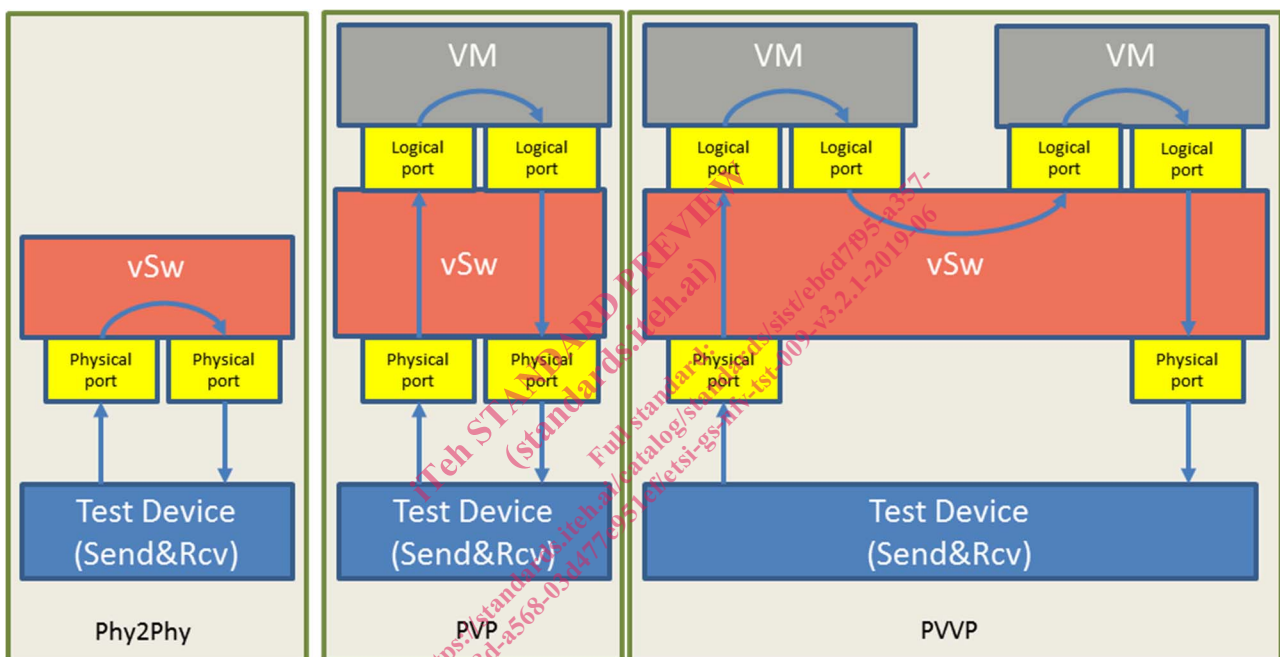 vSw
Physical
port
Physical
port
Test Device
(Send&Rcv)
Phy2Phy
VM
Logical
port
Logical
port
vSw
Physical
port
Physical
port
Test Device
(Send&Rcv)
PVP
VM
VM
Logical
port
Logical
port
Logical
port
Logical
port
vSw
Physical
port
Physical
port
Test Device
(Send&Rcv)
PVVP
iTeh STANDARD PREVIEW
(standards.iteh.ai)
Full standard: